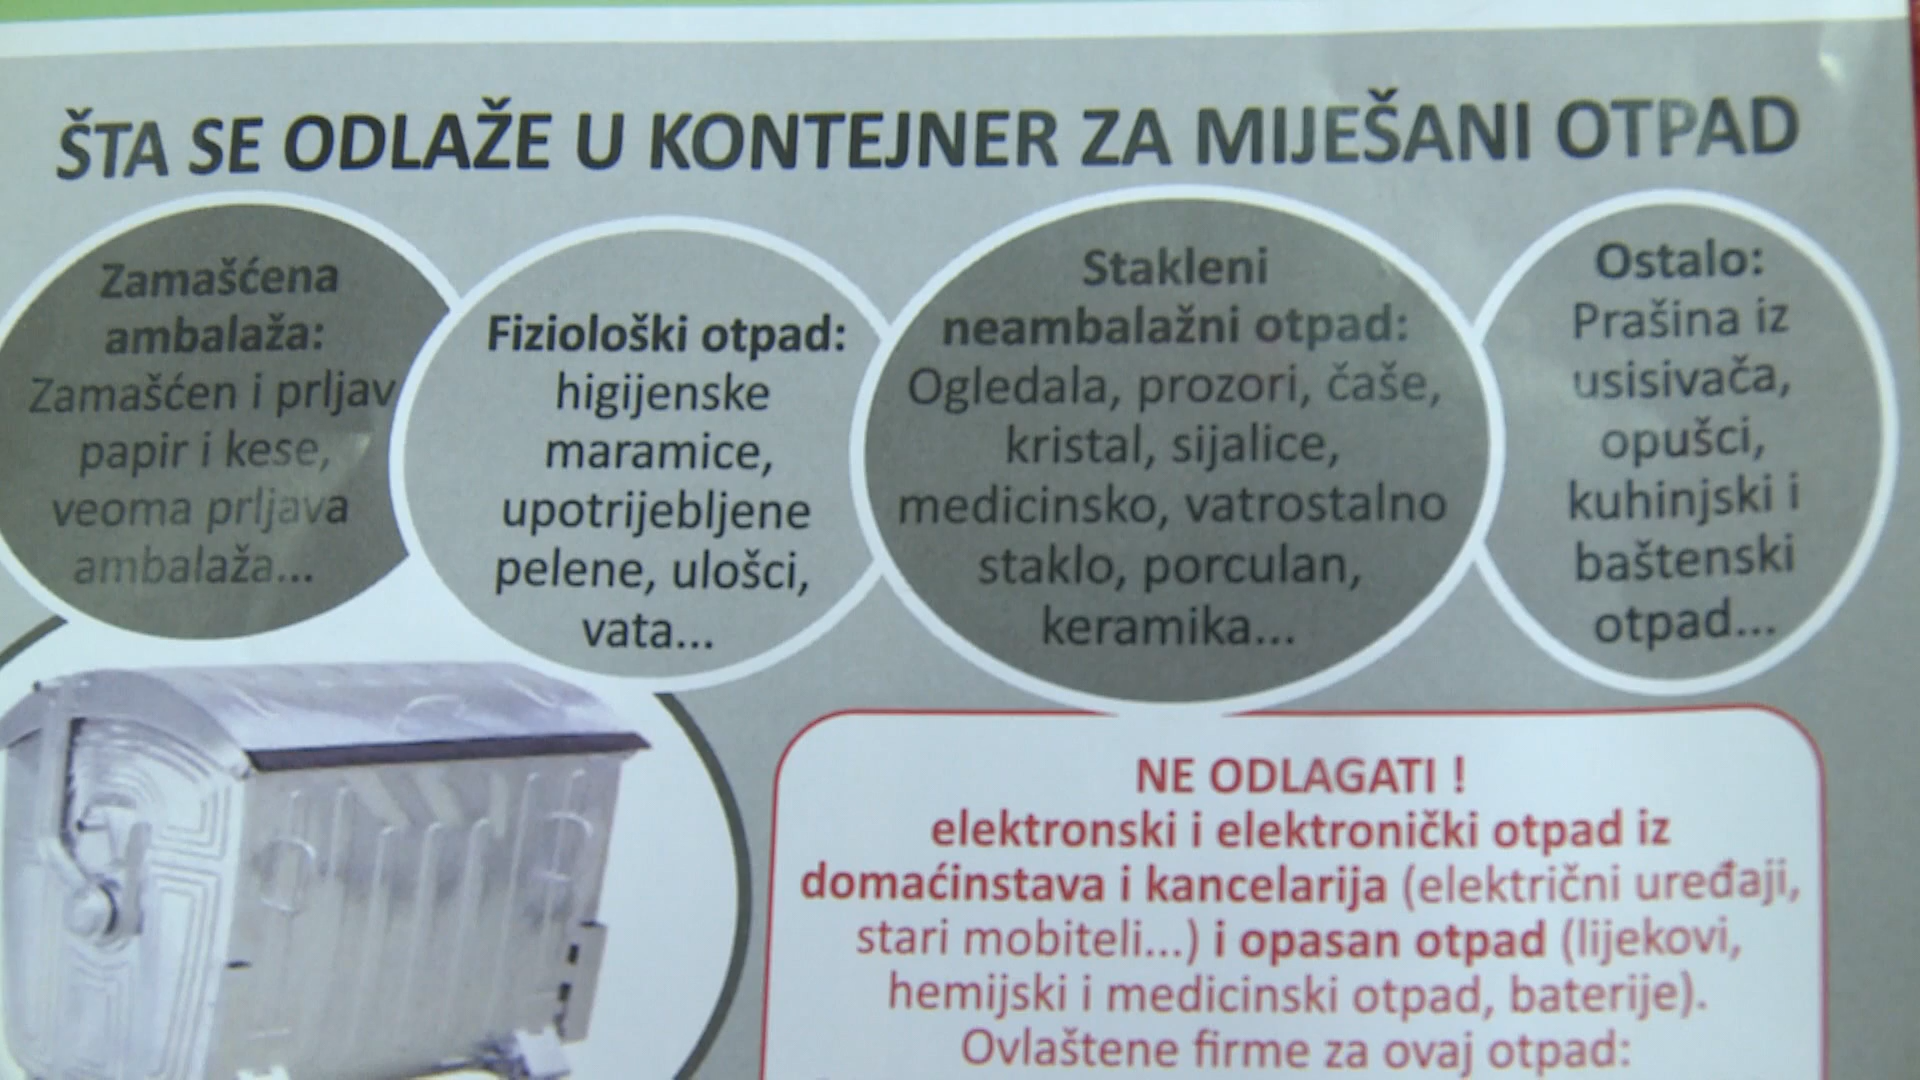 ŠTA SE ODLAŽE U KONTEJNER ZA MIJEŠANI OTPAD
Zamašćena
ambalaža:
Zamašćen i prljav
papir i kese,
veoma prljava
ambalaža...
Fiziološki otpad:
higijenske
maramice,
upotrijebljene
pelene, ulošci,
vata...
Stakleni
neambalažni otpad:
Ogledala, prozori, čaše,
kristal, sijalice,
medicinsko, vatrostalno
staklo, porculan,
keramika...
Ostalo:
Prašina iz
usisivača,
opušci,
kuhinjski i
baštenski
otpad...
NE ODLAGATI !
elektronski i elektronički otpad iz
domaćinstava i kancelarija (električni uređaji,
stari mobiteli...) i opasan otpad (lijekovi,
hemijski i medicinski otpad, baterije).
Ovlaštene firme za ovaj otpad: